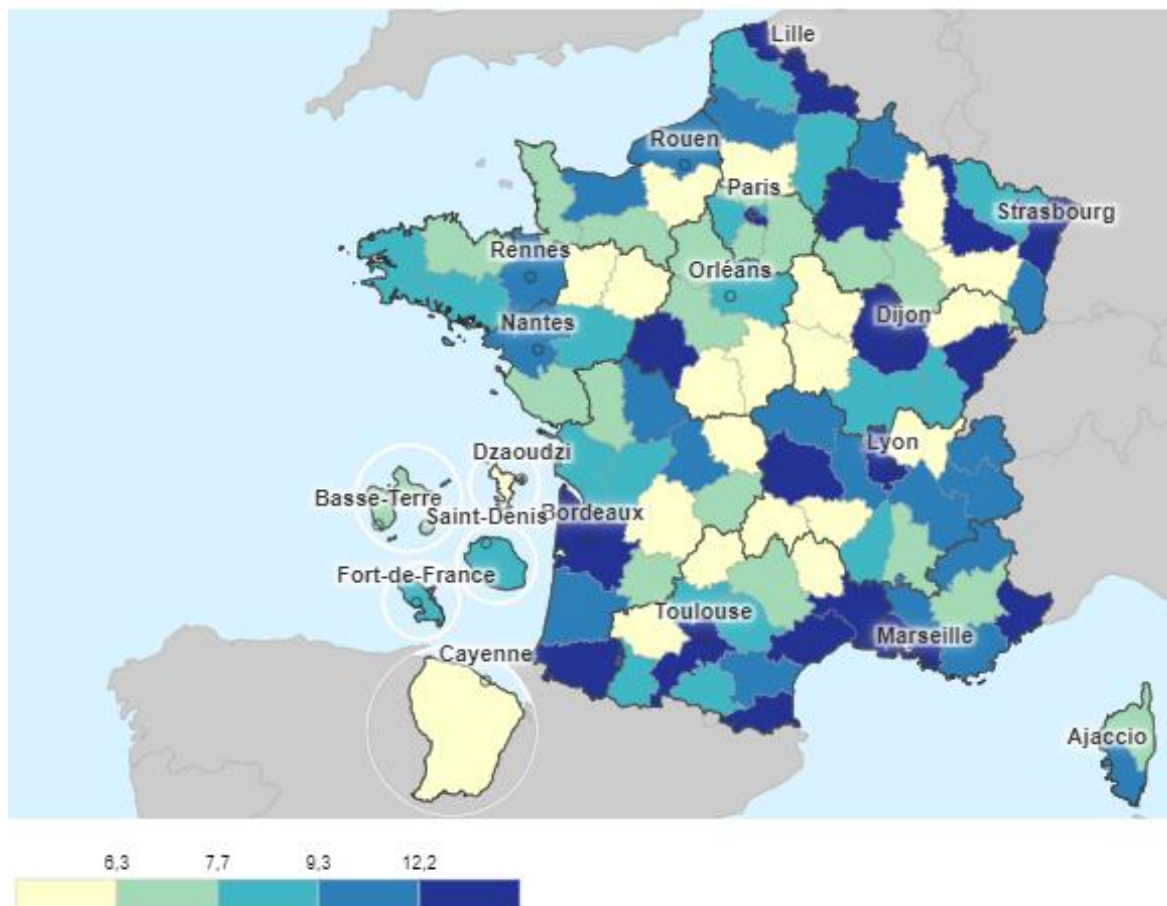 Lille
Rouen
Paris
Strasbourg
Rennes
Orléans
Nantes
Dijon
Lyon
Dzaoudzi
Basse-Terre
Saint-Denis
Bordeaux
Fort-de-France
Toulouse
Marseille
Cayenne
Ajaccio
6,3 7,7 9,3 12,2